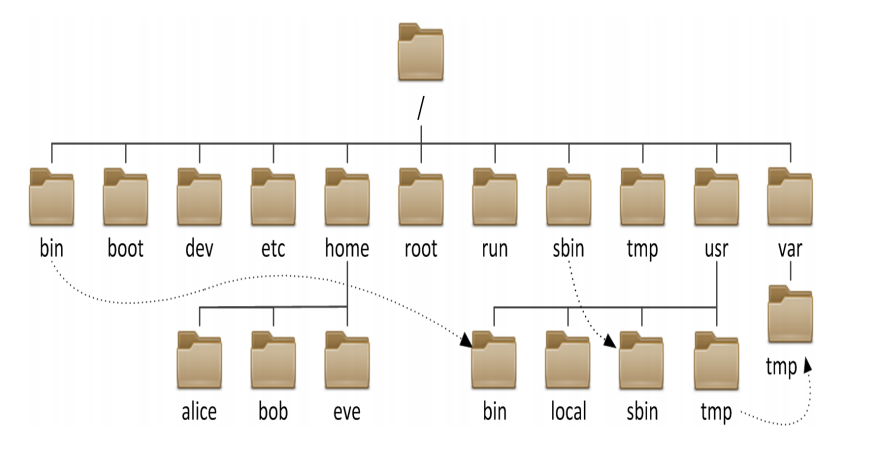 /
bin boot dev etc home root run sbin tmp usr var
tmp
alice bob eve bin local sbin tmp